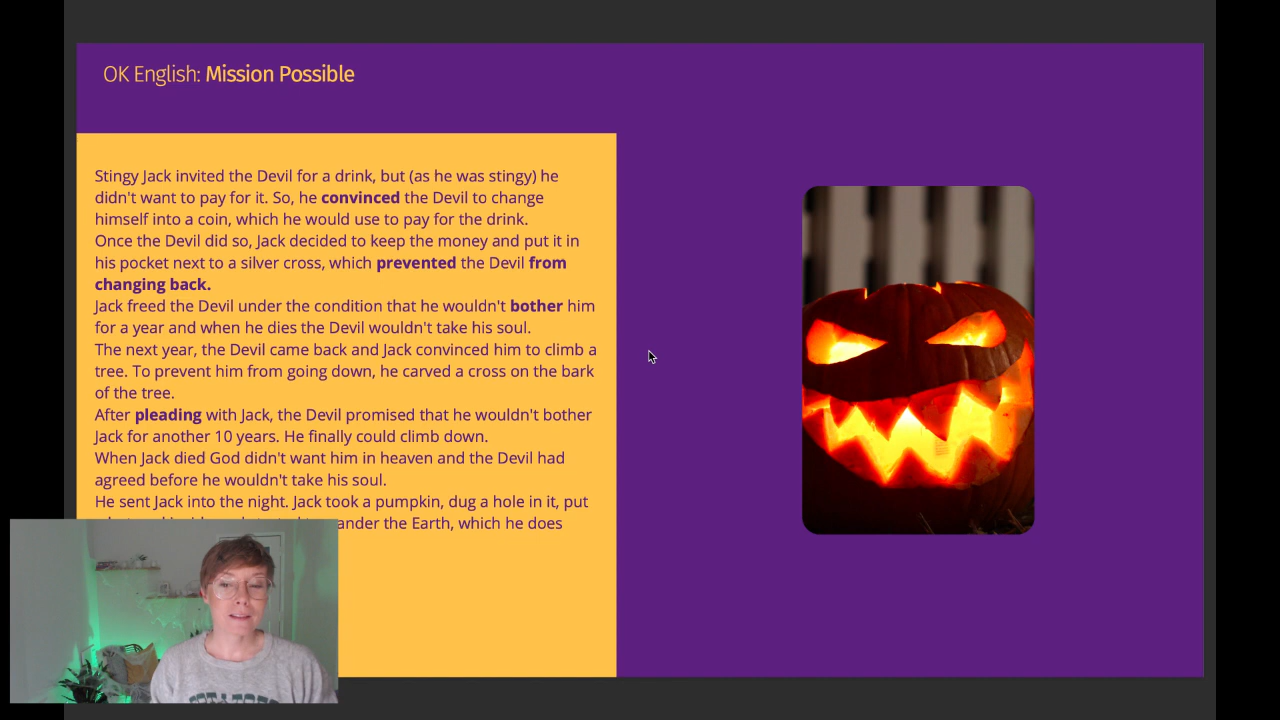 OK English: Mission Possible
Stingy Jack invited the Devil for a drink, but (as he was stingy) he
didn't want to pay for it. So, he convinced the Devil to change
himself into a coin, which he would use to pay for the drink.
Once the Devil did so, Jack decided to keep the money and put it in
his pocket next to a silver cross, which prevented the Devil from
changing back.
Jack freed the Devil under the condition that he wouldn't bother him
for a year and when he dies the Devil wouldn't take his soul.
The next year, the Devil came back and Jack convinced him to climb a
tree. To prevent him from going down, he carved a cross on the bark
of the tree.
After pleading with Jack, the Devil promised that he wouldn't bother
Jack for another 10 years. He finally could climb down.
When Jack died God didn't want him in heaven and the Devil had
agreed before he wouldn't take his soul.
He sent Jack into the night. Jack took a pumpkin, dug a hole in it, put
the Earth, which he does